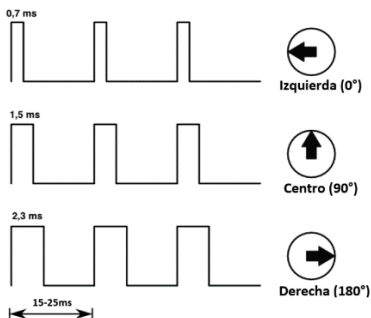 0,7 ms
Izquierda (0°)
1,5 ms
Centro (90°)
2,3 ms
Derecha (180°)
15-25ms